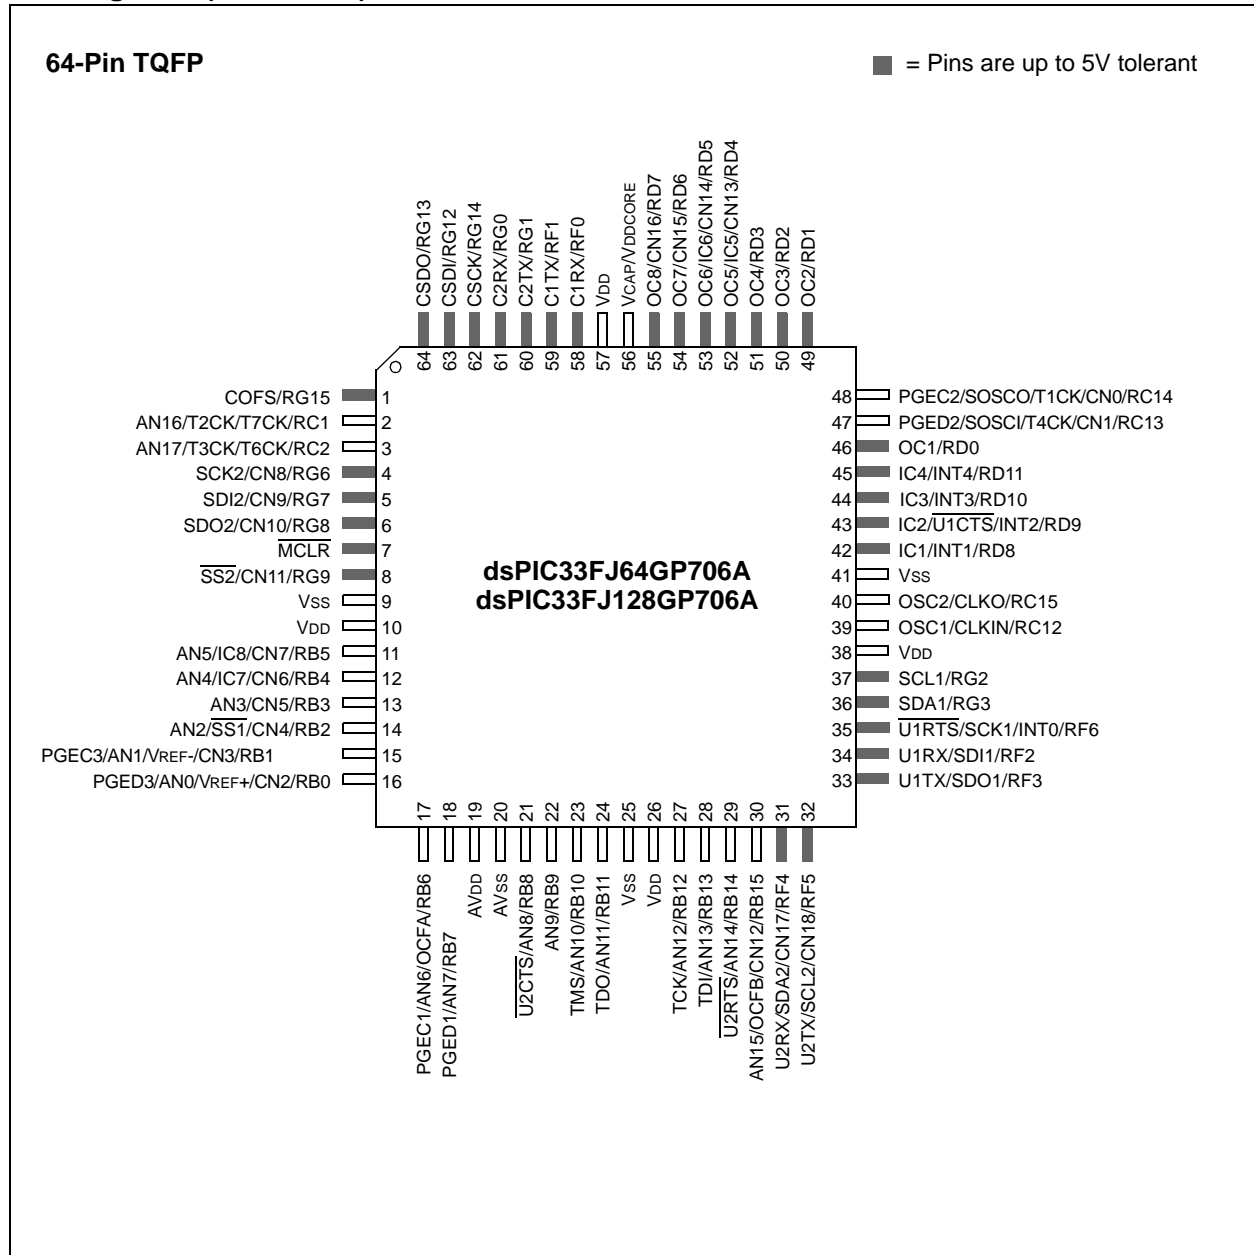 64-Pin TQFP
= Pins are up to 5V tolerant
CSDO/RG13
CSDI/RG12
CSCK/RG14
C2RX/RG0
C2TX/RG1
C1TX/RF1
C1RX/RF0
VDD
VCAP/VDDCORE
OC8/CN16/RD7
OC7/CN15/RD6
OC6/IC6/CN14/RD5
OC5/IC5/CN13/RD4
OC4/RD3
OC3/RD2
OC2/RD1
64
63
62
61
60
59
58
57
56
55
54
53
52
51
50
49
COFS/RG15 1
AN16/T2CK/T7CK/RC1 2
AN17/T3CK/T6CK/RC2 3
SCK2/CN8/RG6 4
SDI2/CN9/RG7 5
SDO2/CN10/RG8 6
MCLR 7
SS2/CN11/RG9 8
VSS 9
VDD 10
AN5/IC8/CN7/RB5 11
AN4/IC7/CN6/RB4 12
AN3/CN5/RB3 13
AN2/SS1/CN4/RB2 14
PGEC3/AN1/VREF-/CN3/RB1 15
PGED3/AN0/VREF+/CN2/RB0 16
dsPIC33FJ64GP706A
dsPIC33FJ128GP706A
48 PGEC2/SOSCO/T1CK/CN0/RC14
47 PGED2/SOSCI/T4CK/CN1/RC13
46 OC1/RD0
45 IC4/INT4/RD11
44 IC3/INT3/RD10
43 IC2/U1CTS/INT2/RD9
42 IC1/INT1/RD8
41 VSS
40 OSC2/CLKO/RC15
39 OSC1/CLKIN/RC12
38 VDD
37 SCL1/RG2
36 SDA1/RG3
35 U1RTS/SCK1/INT0/RF6
34 U1RX/SDI1/RF2
33 U1TX/SDO1/RF3
17
18
19
20
21
22
23
24
25
26
27
28
29
30
31
32
PGEC1/AN6/OCFA/RB6
PGED1/AN7/RB7
AVDD
AVSS
U2CTS/AN8/RB8
AN9/RB9
TMS/AN10/RB10
TDO/AN11/RB11
VSS
VDD
TCK/AN12/RB12
TDI/AN13/RB13
U2RTS/AN14/RB14
AN15/OCFB/CN12/RB15
U2RX/SDA2/CN17/RF4
U2TX/SCL2/CN18/RF5